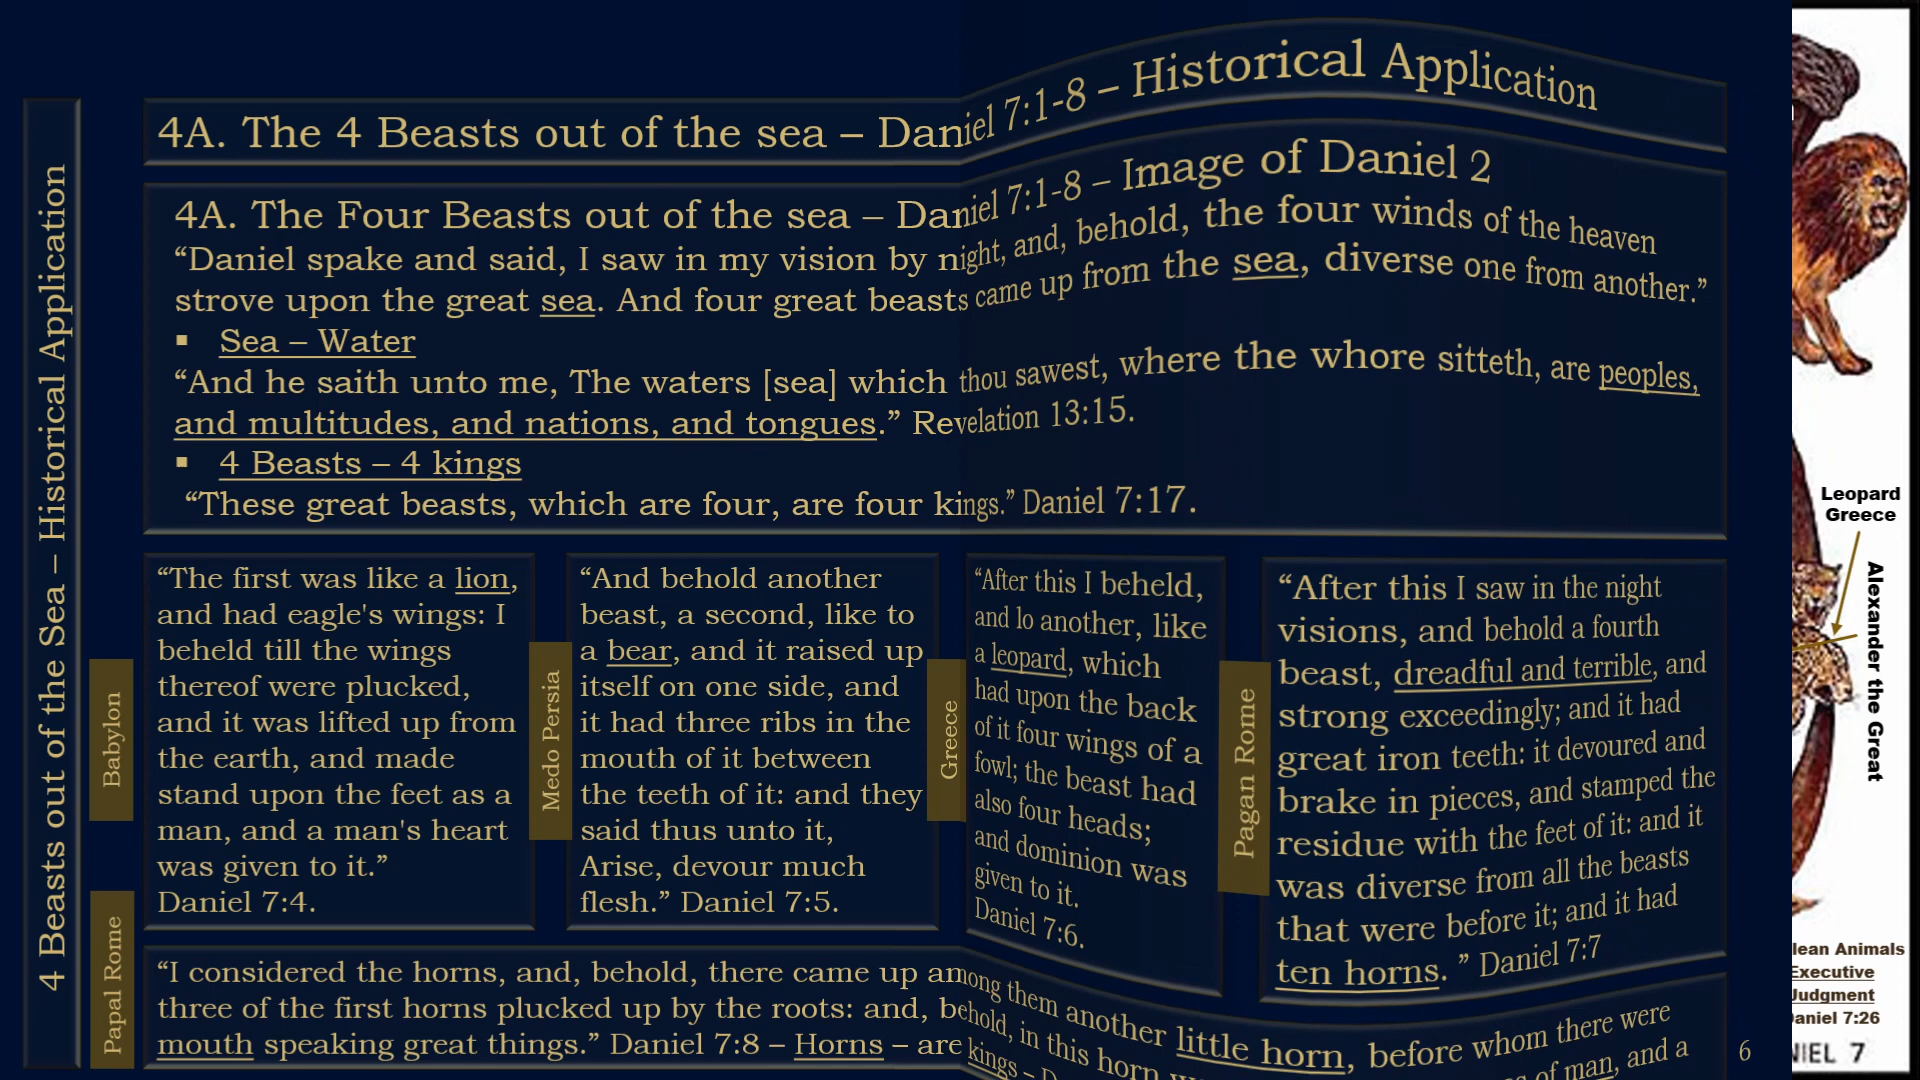 4 Beasts out of the Sea – Historical Application
4A. The 4 Beasts out of the sea – Daniel 7:1-8 – Historical Application
4A. The Four Beasts out of the sea – Daniel 7:1-8 – Image of Daniel 2
“Daniel spake and said, I saw in my vision by night, and, behold, the four winds of the heaven
strove upon the great sea. And four great beasts came up from the sea, diverse one from another.”
▪ Sea – Water
“And he saith unto me, The waters [sea] which thou sawest, where the whore sitteth, are peoples,
and multitudes, and nations, and tongues.” Revelation 13:15.
▪ 4 Beasts – 4 kings
“These great beasts, which are four, are four kings.” Daniel 7:17.
Babylon
“The first was like a lion,
and had eagle's wings: I
beheld till the wings
thereof were plucked,
and it was lifted up from
the earth, and made
stand upon the feet as a
man, and a man's heart
was given to it.”
Daniel 7:4.
Medo Persia
“And behold another
beast, a second, like to
a bear, and it raised up
itself on one side, and
it had three ribs in the
mouth of it between
the teeth of it: and they
said thus unto it,
Arise, devour much
flesh.” Daniel 7:5.
Greece
“After this I beheld,
and lo another, like
a leopard, which
had upon the back
of it four wings of a
fowl; the beast had
also four heads;
and dominion was
given to it.
Daniel 7:6.
Pagan Rome
“After this I saw in the night
visions, and behold a fourth
beast, dreadful and terrible, and
strong exceedingly; and it had
great iron teeth: it devoured and
brake in pieces, and stamped the
residue with the feet of it: and it
was diverse from all the beasts
that were before it; and it had
ten horns. ” Daniel 7:7
Papal Rome
“I considered the horns, and, behold, there came up among them another little horn, before whom there were
three of the first horns plucked up by the roots: and, behold, in this horn of man, and a
mouth speaking great things.” Daniel 7:8 – Horns – are kings –
6
Leopard
Greece
Alexander the Great
lean Animals
Executive
Judgment
aniel 7:26
NIEL 7